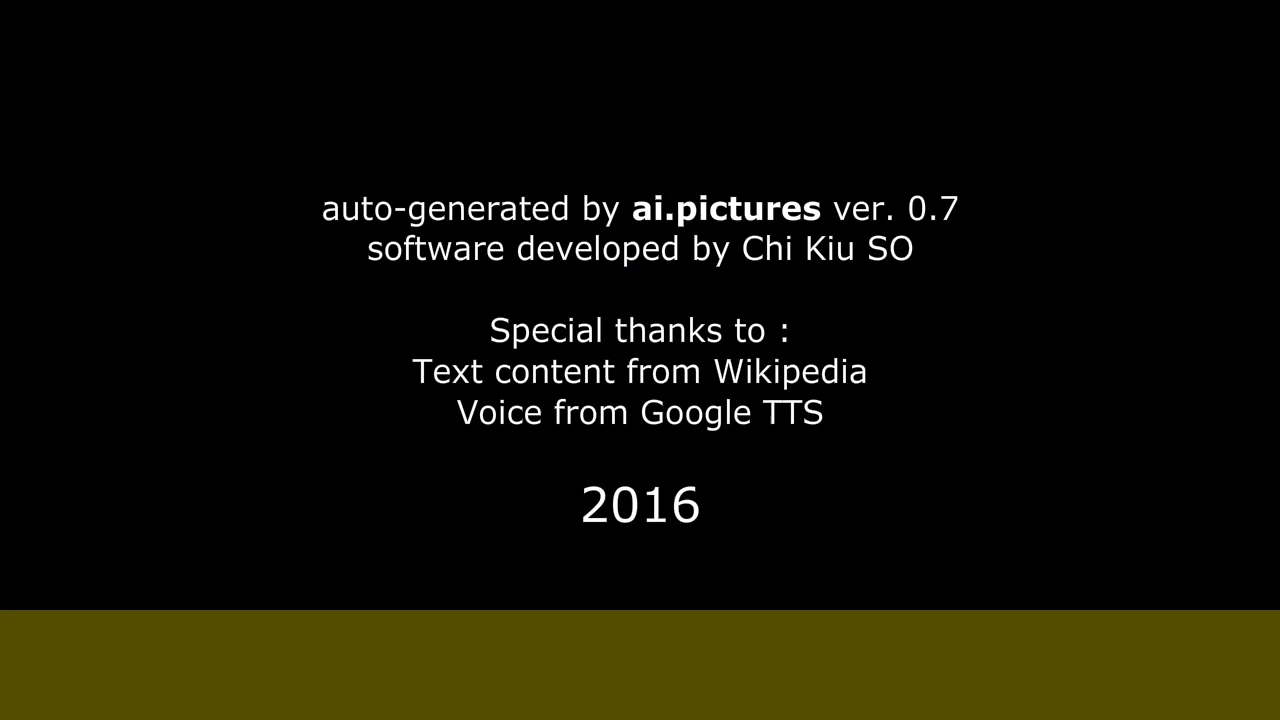 auto-generated by ai.pictures ver. 0.7
software developed by Chi Kiu SO
Special thanks to :
Text content from Wikipedia
Voice from Google TTS
2016